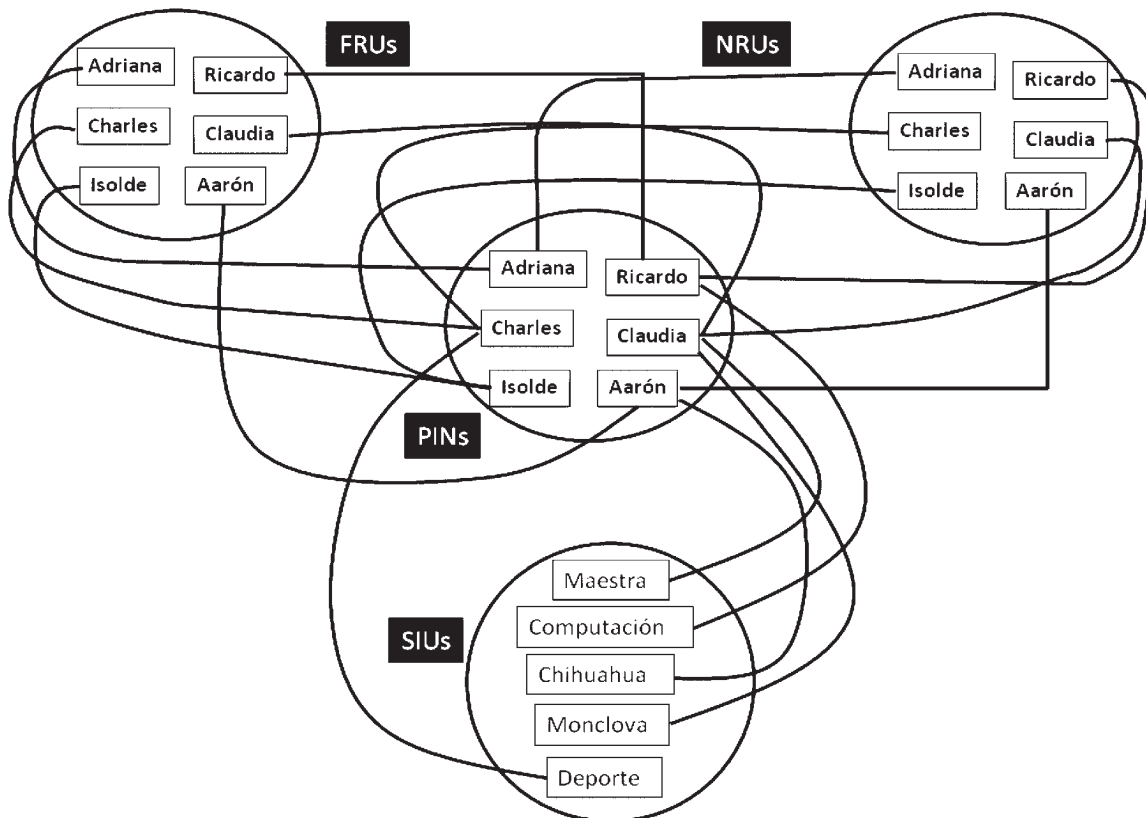 FRUs
NRUs
Adriana
Ricardo
Charles
Claudia
Isolde
Aarón
Adriana
Ricardo
Charles
Claudia
Isolde
Aarón
Adriana
Ricardo
Charles
Claudia
Isolde
Aarón
PINs
SIUs
Maestra
Computación
Chihuahua
Monclova
Deporte